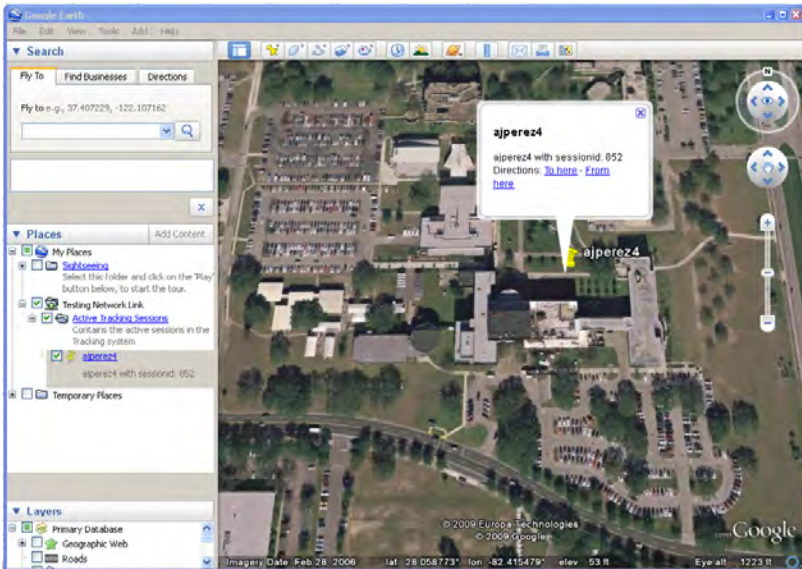 Google Earth
File Edit View Tools Add Help
Search
Fly To Find Businesses Directions
Fly to e.g., 37.407229, -122.107162
Places Add Content
My Places
Sightseeing
Select this folder and click on the 'Play'
button below, to start the tour.
Testing Network Link
Active Tracking Sessions
Contains the active sessions in the
Tracking system
ajperez4
ajperez4 with sessionid: 852
Temporary Places
Layers
Primary Database
Geographic Web
Roads
N
ajperez4
ajperez4 with sessionid: 852
Directions: To here - From
here
ajperez4
© 2009 Europa Technologies
© 2009 Google
Google
Imagery Date Feb 28 2006 lat 28.058773° lon -82.415479° elev 53 ft Eye alt 1223 ft